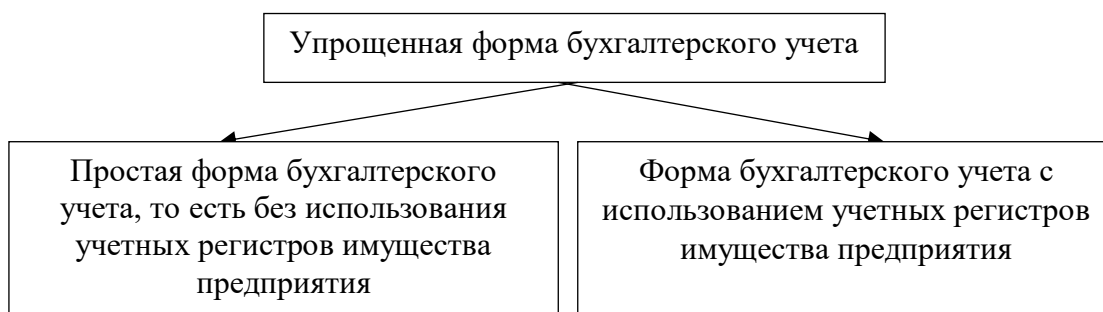 Упрощенная форма бухгалтерского учета
Простая форма бухгалтерского
учета, то есть без использования
учетных регистров имущества
предприятия
Форма бухгалтерского учета с
использованием учетных регистров
имущества предприятия